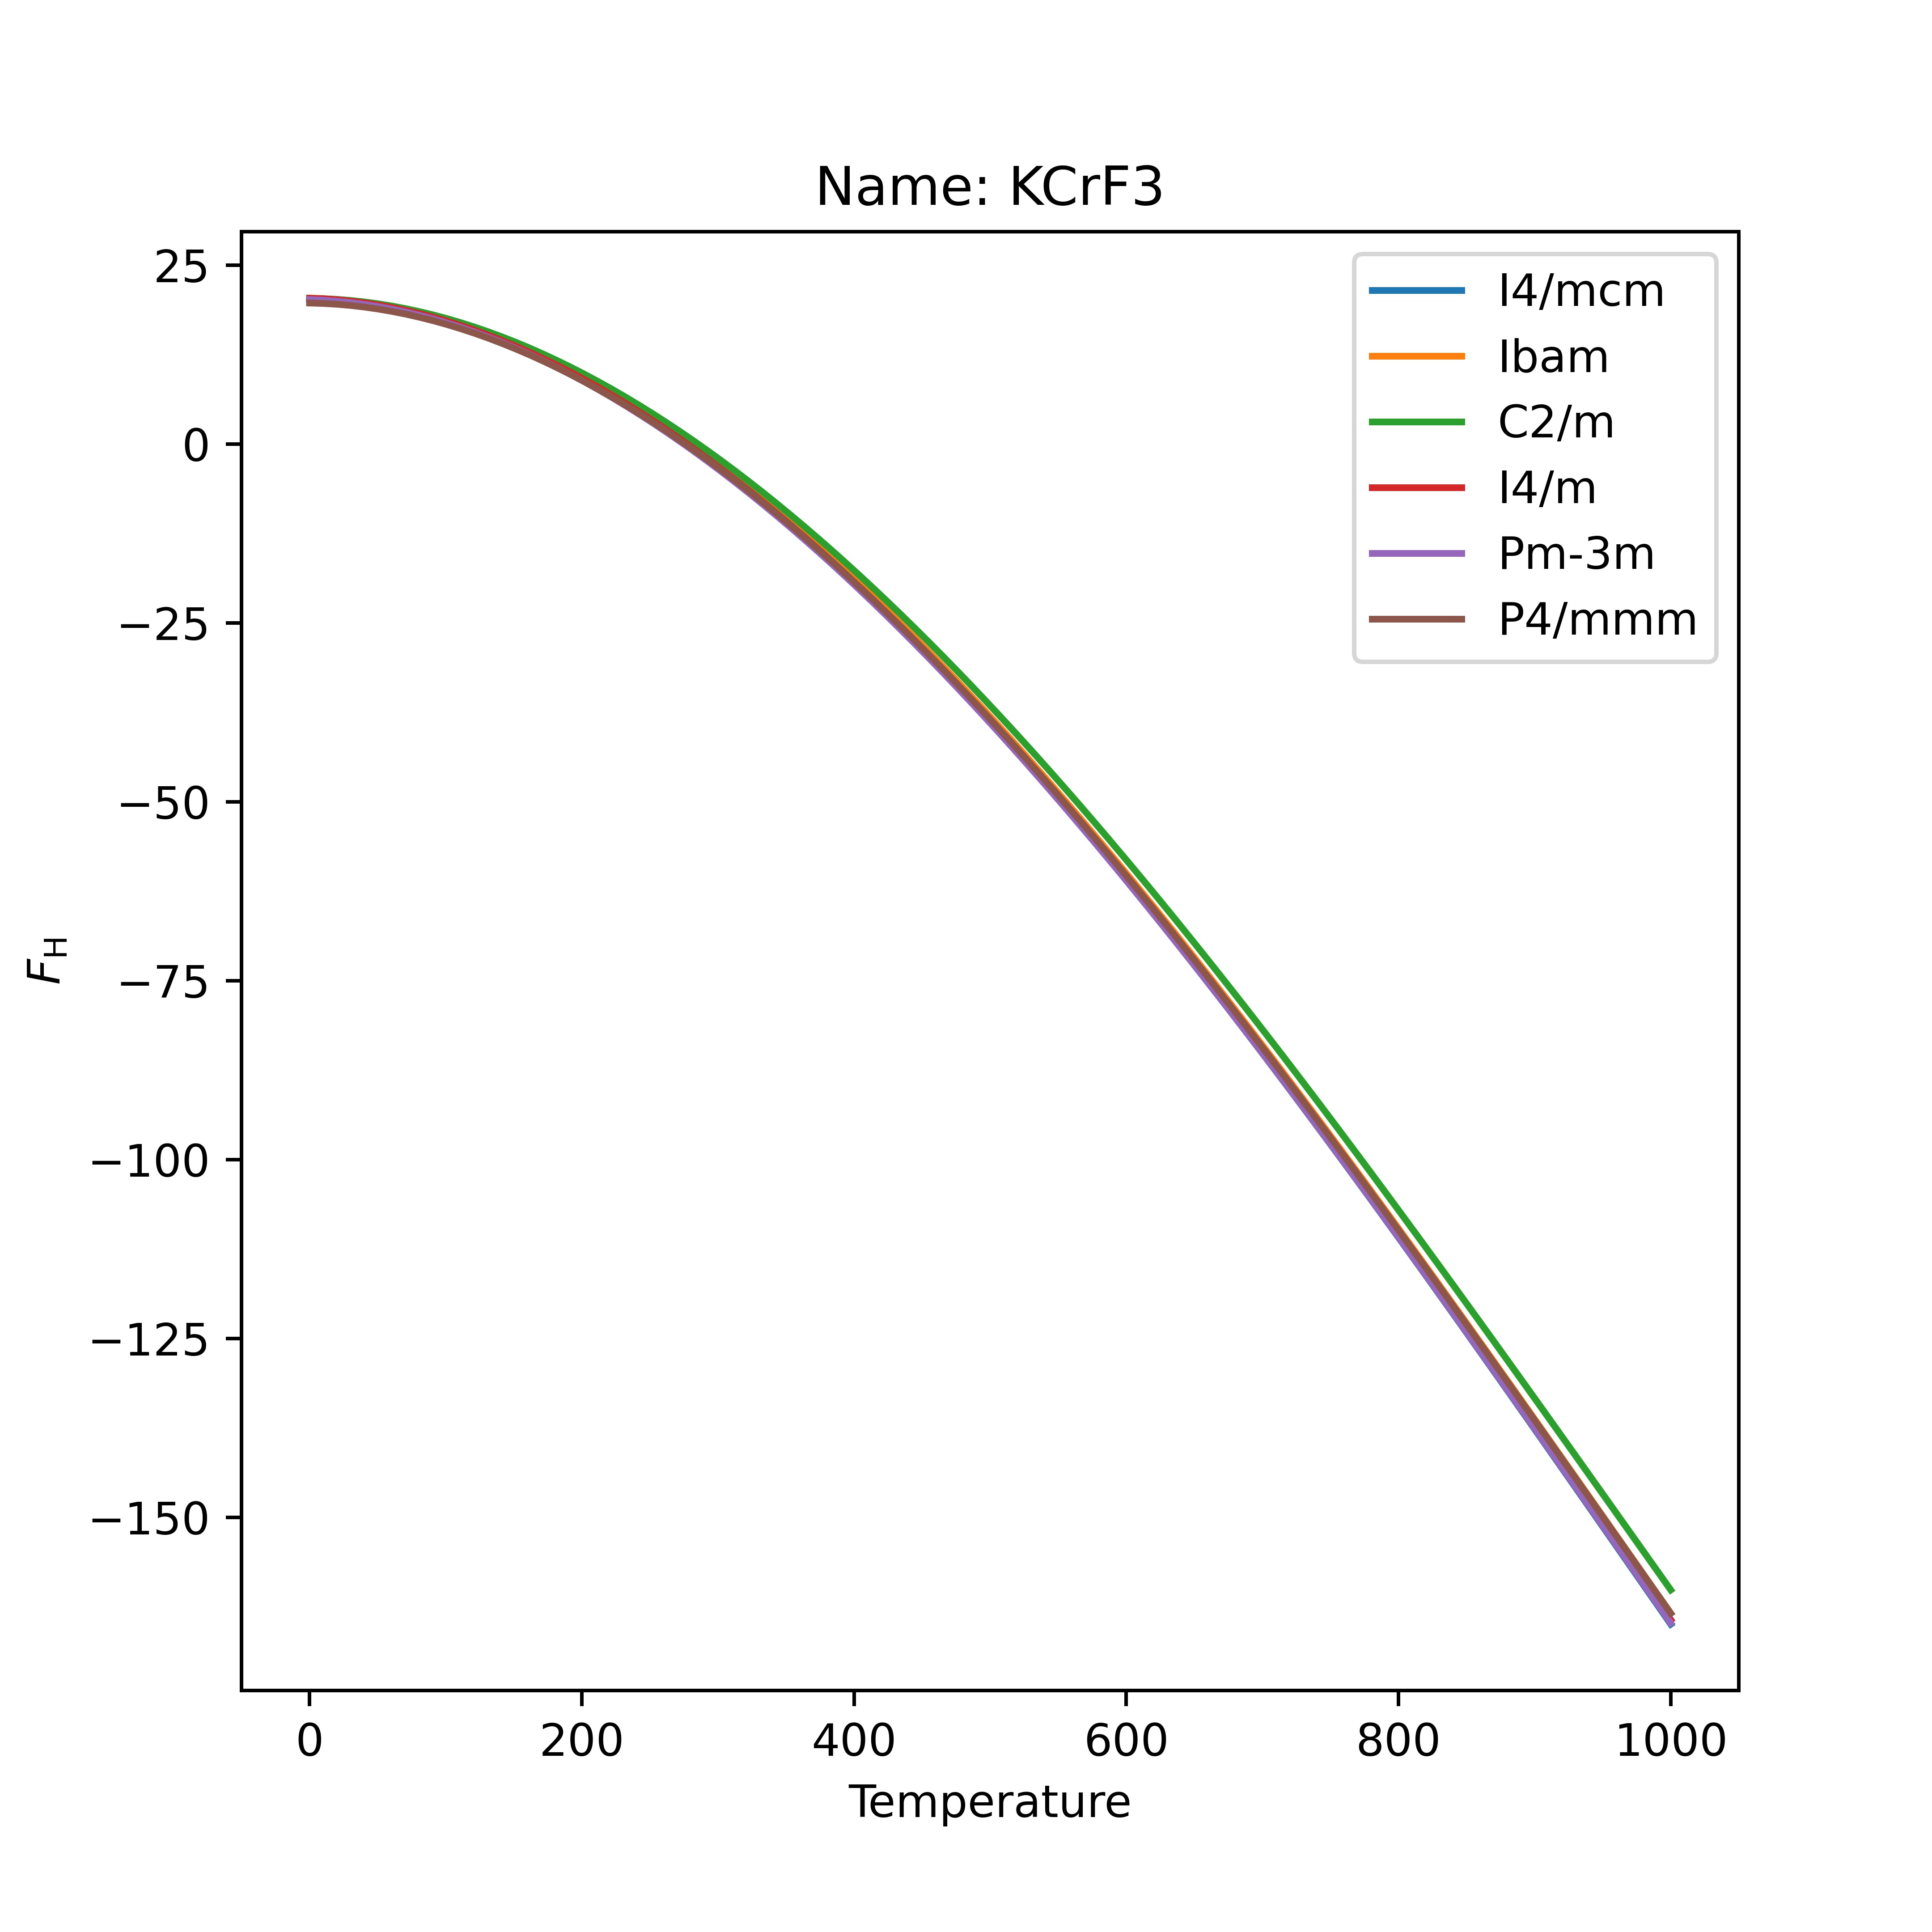 Name: KCrF3
25
0
−25
−50
−75
−100
−125
−150
F_H
I4/mcm
Ibam
C2/m
I4/m
Pm-3m
P4/mmm
0 200 400 600 800 1000
Temperature